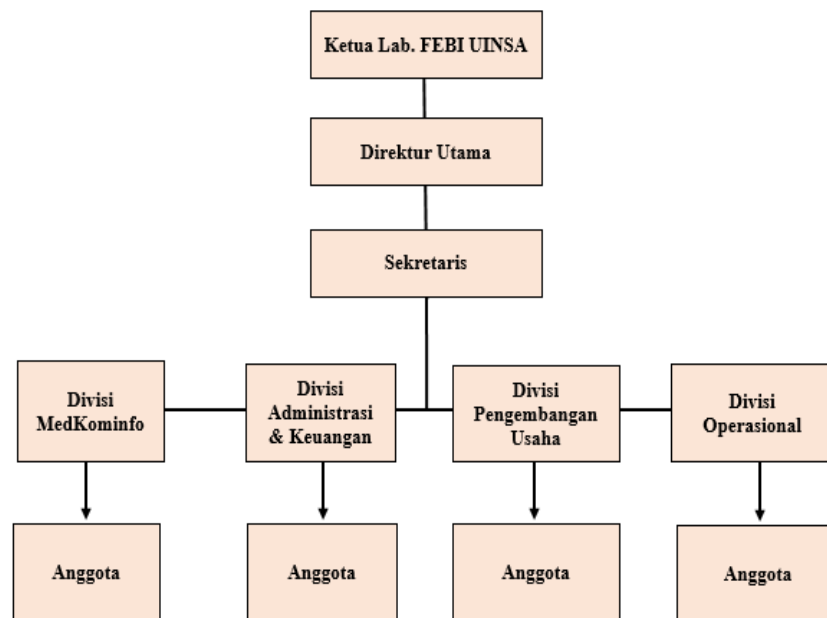 Ketua Lab. FEBI UINSA
Direktur Utama
Sekretaris
Divisi
MedKominfo
Divisi
Administrasi
& Keuangan
Divisi
Pengembangan
Usaha
Divisi
Operasional
Anggota
Anggota
Anggota
Anggota